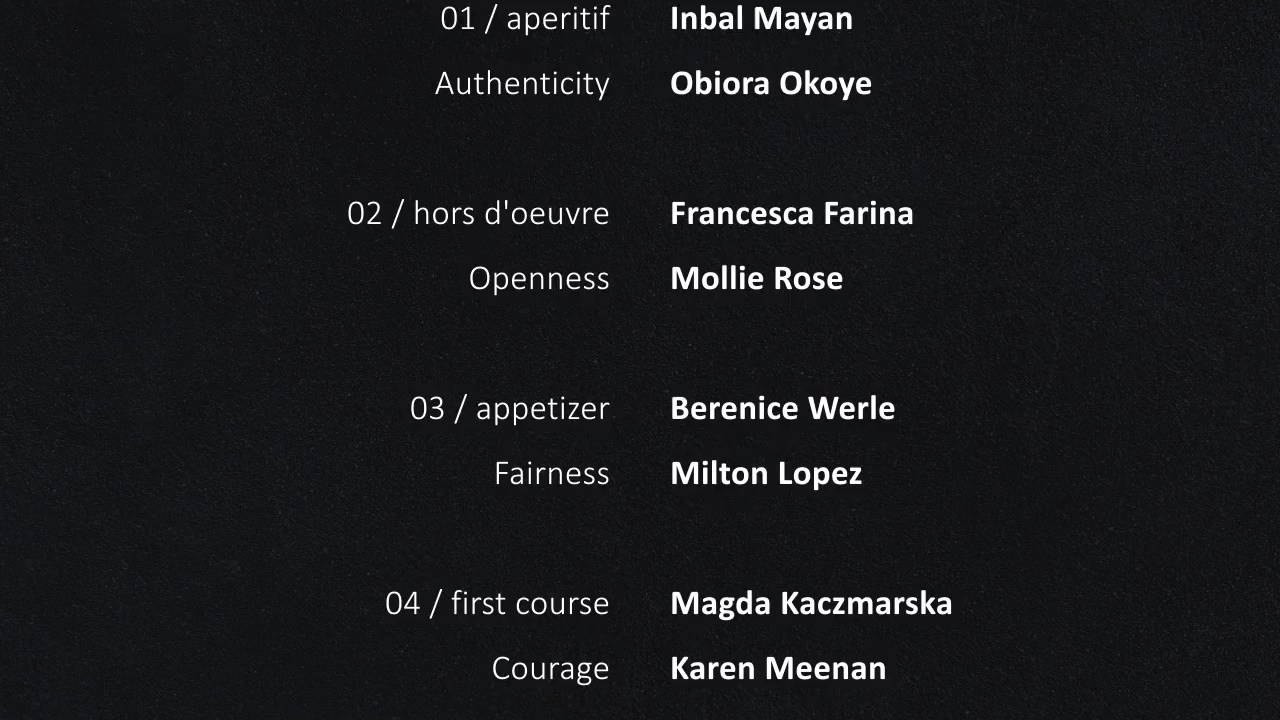 01 / aperitif Inbal Mayan
Authenticity Obiora Okoye
02 / hors d'oeuvre Francesca Farina
Openness Mollie Rose
03 / appetizer Berenice Werle
Fairness Milton Lopez
04 / first course Magda Kaczmarska
Courage Karen Meenan